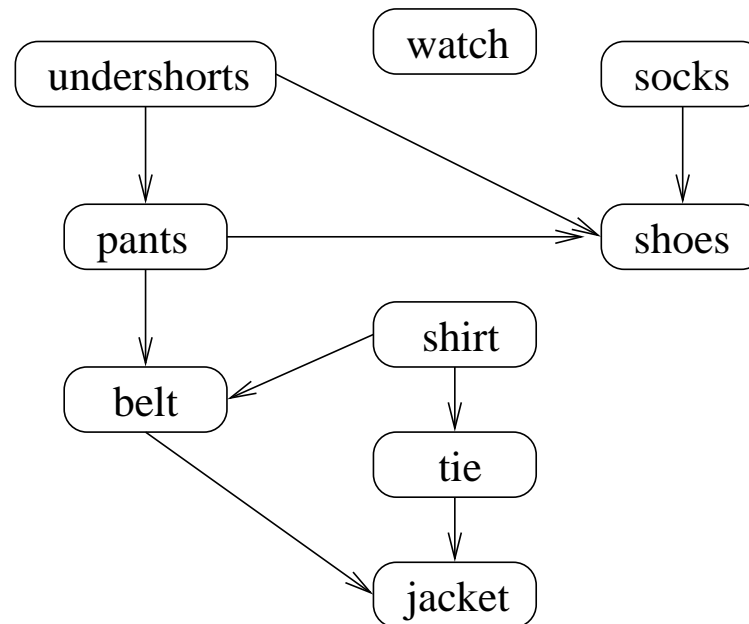 watch
undershorts
socks
pants
shoes
shirt
belt
tie
jacket